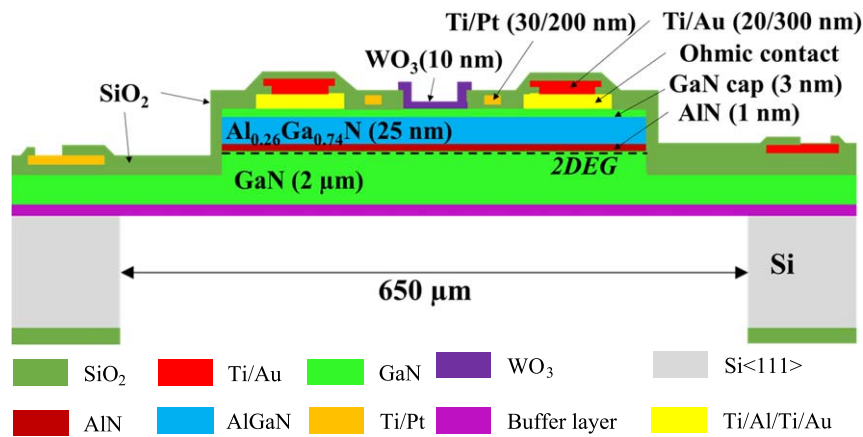 Ti/Pt (30/200 nm)
Ti/Au (20/300 nm)
WO₃(10 nm)
Ohmic contact
GaN cap (3 nm)
SiO₂
AlN (1 nm)
Al₀.₂₆Ga₀.₇₄N (25 nm)
2DEG
GaN (2 μm)
Si
650 μm
SiO₂ Ti/Au GaN WO₃ Si<111>
AlN AlGaN Ti/Pt Buffer layer Ti/Al/Ti/Au